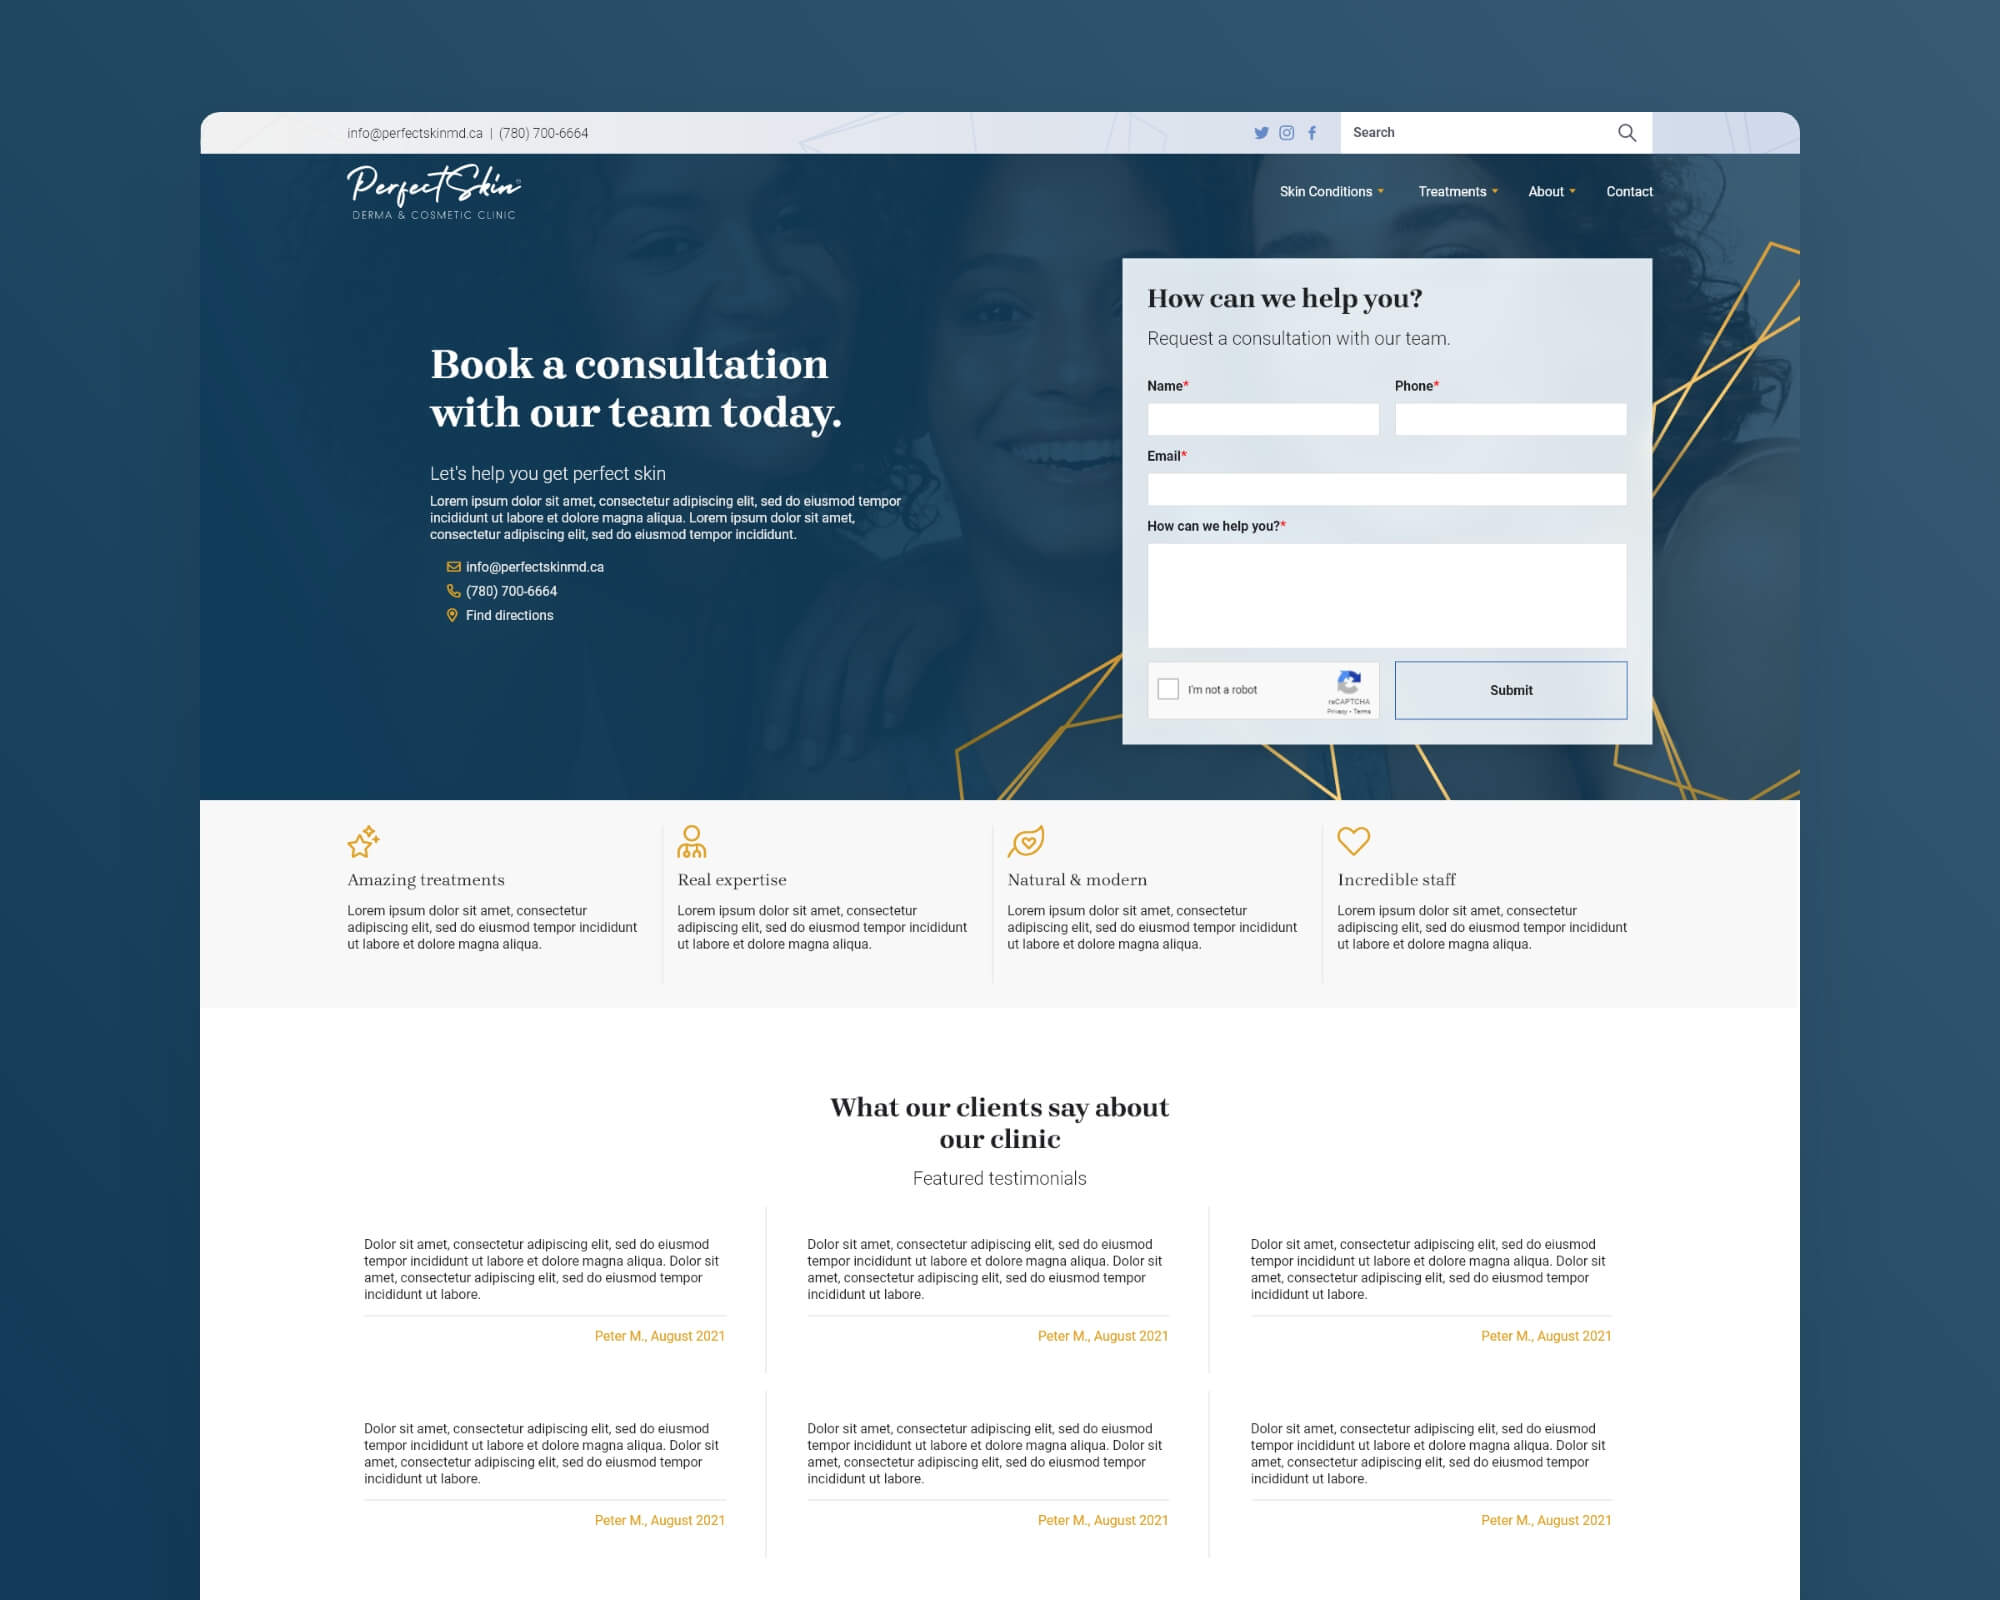 info@perfectskinmd.ca | (780) 700-6664
Search
PerfectSkin
DERMA & COSMETIC CLINIC
Skin Conditions
Treatments
About
Contact
Book a consultation
with our team today.
Let's help you get perfect skin
Lorem ipsum dolor sit amet, consectetur adipiscing elit, sed do eiusmod tempor
incididunt ut labore et dolore magna aliqua. Lorem ipsum dolor sit amet,
consectetur adipiscing elit, sed do eiusmod tempor incididunt.
info@perfectskinmd.ca
(780) 700-6664
Find directions
How can we help you?
Request a consultation with our team.
Name*
Phone*
Email*
How can we help you?*
I'm not a robot
reCAPTCHA
Privacy - Terms
Submit
Amazing treatments
Lorem ipsum dolor sit amet, consectetur
adipiscing elit, sed do eiusmod tempor incididunt
ut labore et dolore magna aliqua.
Real expertise
Lorem ipsum dolor sit amet, consectetur
adipiscing elit, sed do eiusmod tempor incididunt
ut labore et dolore magna aliqua.
Natural & modern
Lorem ipsum dolor sit amet, consectetur
adipiscing elit, sed do eiusmod tempor incididunt
ut labore et dolore magna aliqua.
Incredible staff
Lorem ipsum dolor sit amet, consectetur
adipiscing elit, sed do eiusmod tempor incididunt
ut labore et dolore magna aliqua.
What our clients say about
our clinic
Featured testimonials
Dolor sit amet, consectetur adipiscing elit, sed do eiusmod
tempor incididunt ut labore et dolore magna aliqua. Dolor sit
amet, consectetur adipiscing elit, sed do eiusmod tempor
incididunt ut labore.
Peter M., August 2021
Dolor sit amet, consectetur adipiscing elit, sed do eiusmod
tempor incididunt ut labore et dolore magna aliqua. Dolor sit
amet, consectetur adipiscing elit, sed do eiusmod tempor
incididunt ut labore.
Peter M., August 2021
Dolor sit amet, consectetur adipiscing elit, sed do eiusmod
tempor incididunt ut labore et dolore magna aliqua. Dolor sit
amet, consectetur adipiscing elit, sed do eiusmod tempor
incididunt ut labore.
Peter M., August 2021
Dolor sit amet, consectetur adipiscing elit, sed do eiusmod
tempor incididunt ut labore et dolore magna aliqua. Dolor sit
amet, consectetur adipiscing elit, sed do eiusmod tempor
incididunt ut labore.
Peter M., August 2021
Dolor sit amet, consectetur adipiscing elit, sed do eiusmod
tempor incididunt ut labore et dolore magna aliqua. Dolor sit
amet, consectetur adipiscing elit, sed do eiusmod tempor
incididunt ut labore.
Peter M., August 2021
Dolor sit amet, consectetur adipiscing elit, sed do eiusmod
tempor incididunt ut labore et dolore magna aliqua. Dolor sit
amet, consectetur adipiscing elit, sed do eiusmod tempor
incididunt ut labore.
Peter M., August 2021